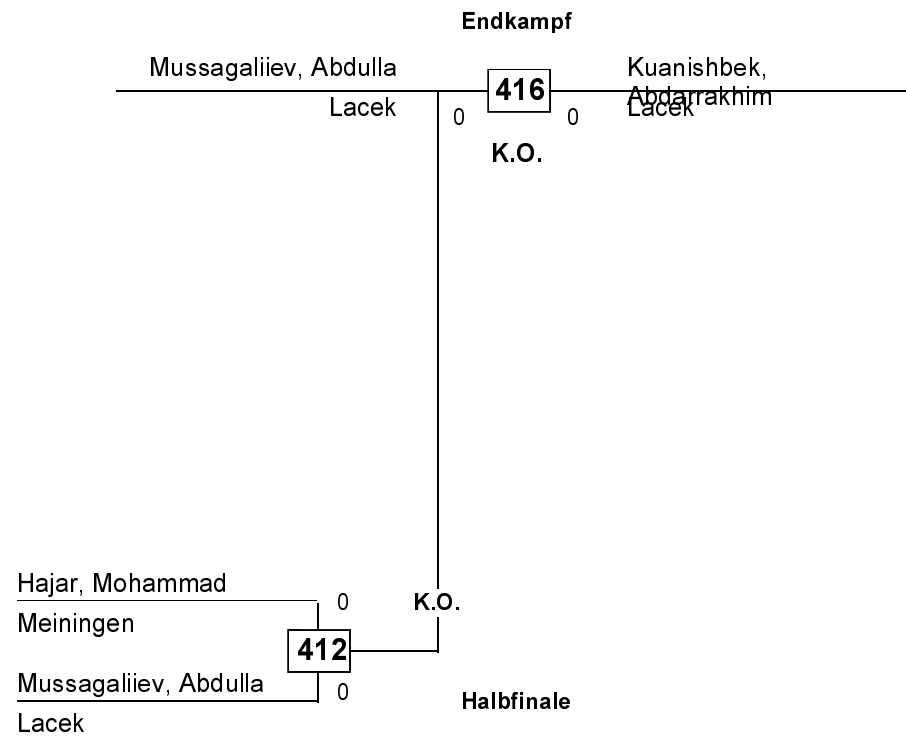 Endkampf
Mussagaliiev, Abdulla
416
Kuanishbek,
Abdarrakhim
Lacek
0
0
Lacek
K.O.
Hajar, Mohammad
0
K.O.
Meiningen
412
Mussagaliiev, Abdulla
0
Halbfinale
Lacek